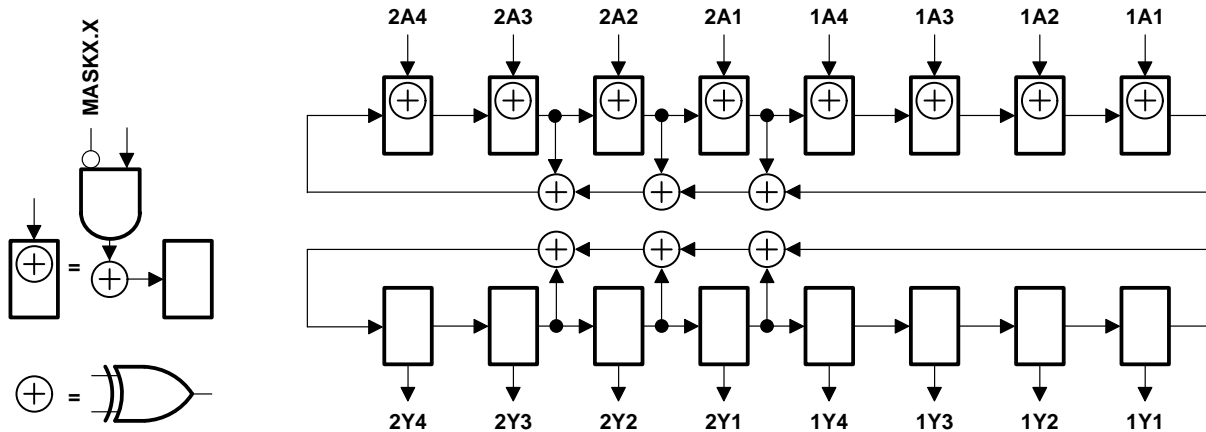 MASKX.X
=
=
2A4 2A3 2A2 2A1 1A4 1A3 1A2 1A1
2Y4 2Y3 2Y2 2Y1 1Y4 1Y3 1Y2 1Y1